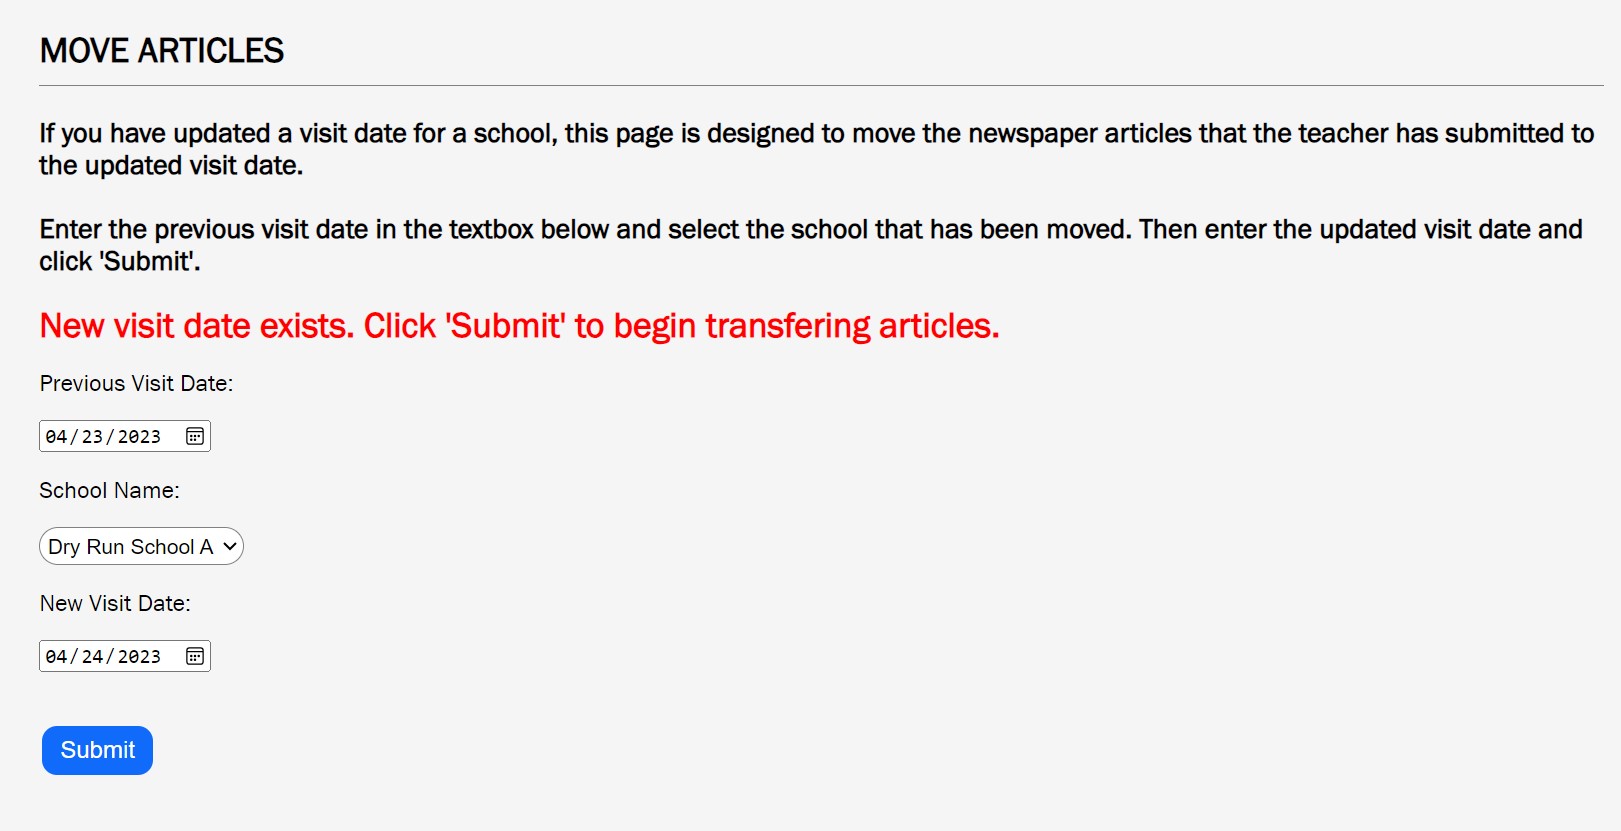 MOVE ARTICLES
If you have updated a visit date for a school, this page is designed to move the newspaper articles that the teacher has submitted to
the updated visit date.
Enter the previous visit date in the textbox below and select the school that has been moved. Then enter the updated visit date and
click 'Submit'.
New visit date exists. Click 'Submit' to begin transfering articles.
Previous Visit Date:
04/23/2023
School Name:
Dry Run School A
New Visit Date:
04/24/2023
Submit